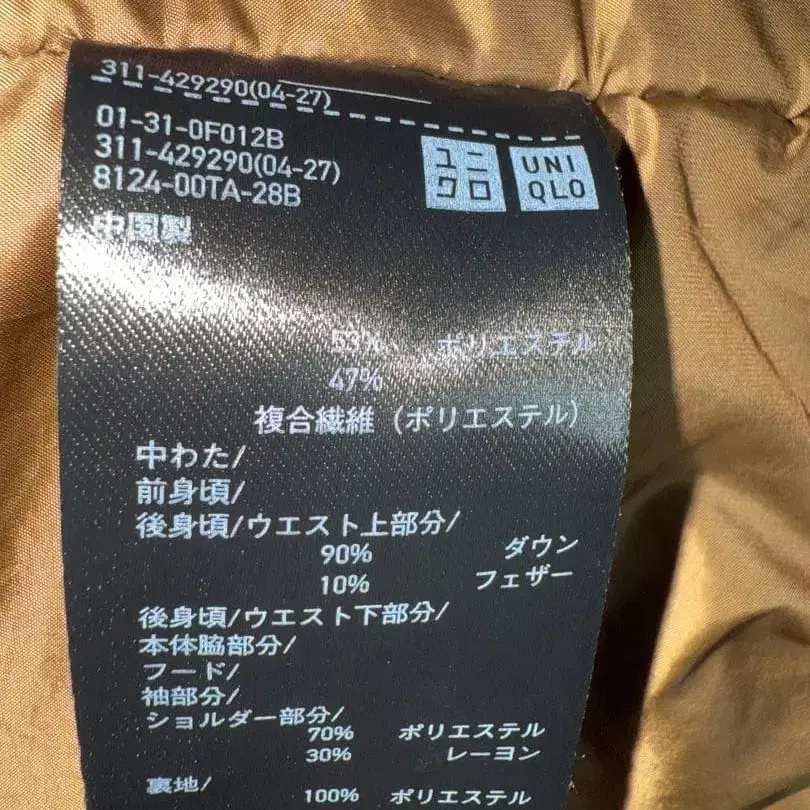 311-429290(04-27)
01-31-0F012B
311-429290(04-27)
8124-00TA-28B
ユニクロ
UNIQLO
中国製
53% ポリエステル
47%
複合繊維 (ポリエステル)
中わた/
前身頃/
後身頃/ウエスト上部分/
90% ダウン
10% フェザー
後身頃/ウエスト下部分/
本体脇部分/
フード/
袖部分/
ショルダー部分/
70% ポリエステル
30% レーヨン
裏地/
100% ポリエステル